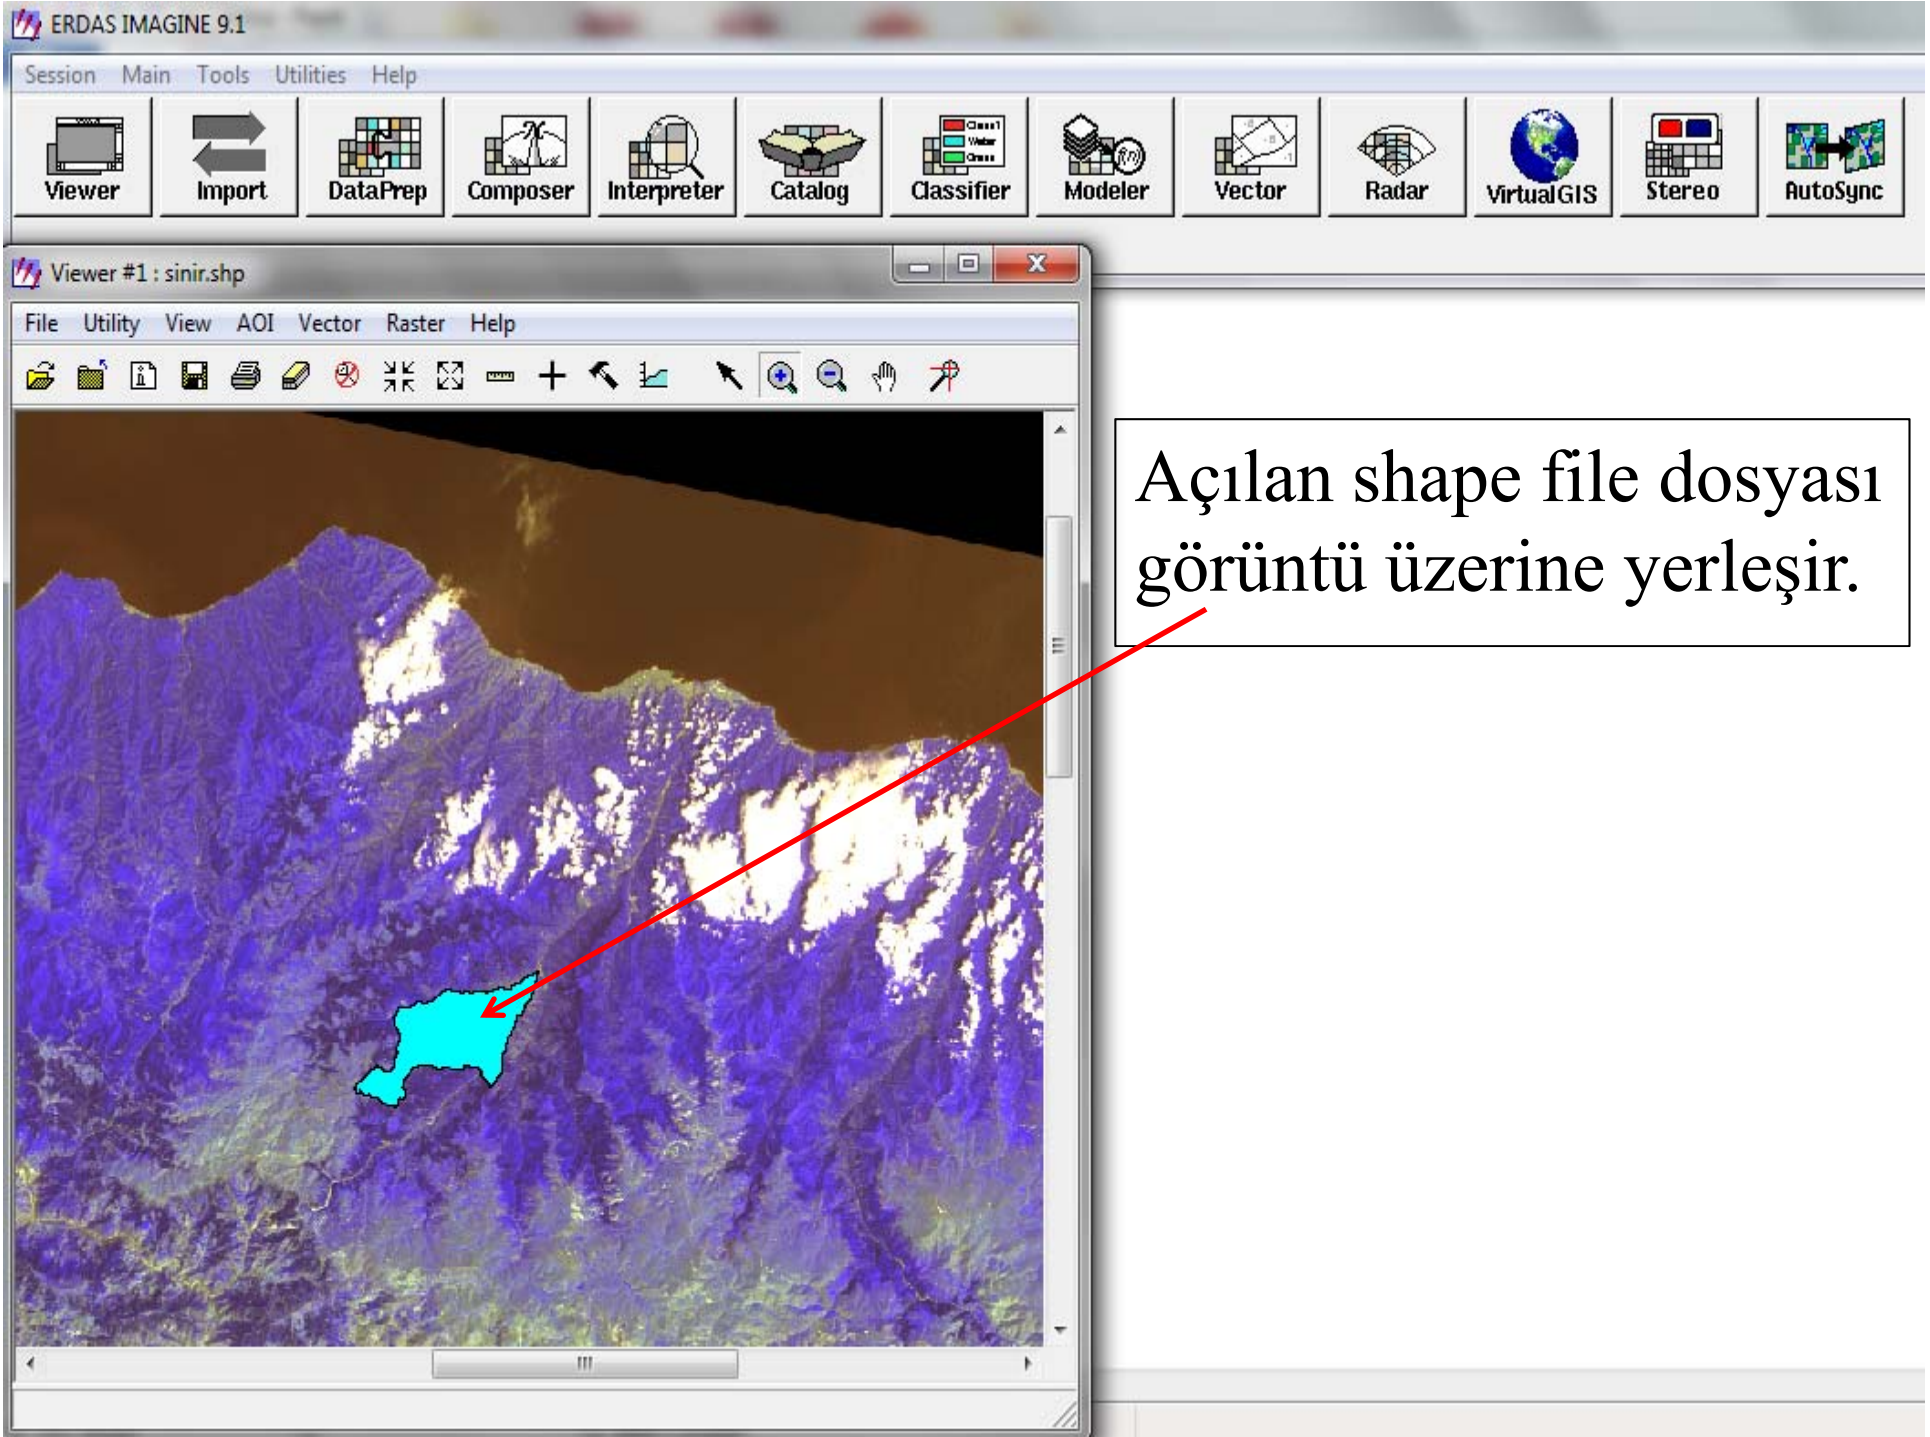 ERDAS IMAGINE 9.1
Session Main Tools Utilities Help
Viewer Import DataPrep Composer Interpreter Catalog Classifier Modeler Vector Radar VirtualGIS Stereo AutoSync
Viewer #1 : sinir.shp
File Utility View AOI Vector Raster Help
Açılan shape file dosyası
görüntü üzerine yerleşir.